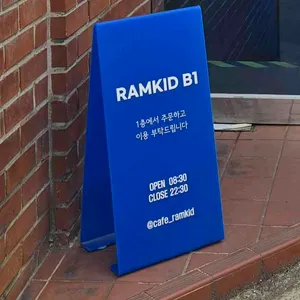 RAMKID B1
1층에서 주문하고
이용 부탁드립니다
OPEN 08:30
CLOSE 22:30
@cafe_ramkid